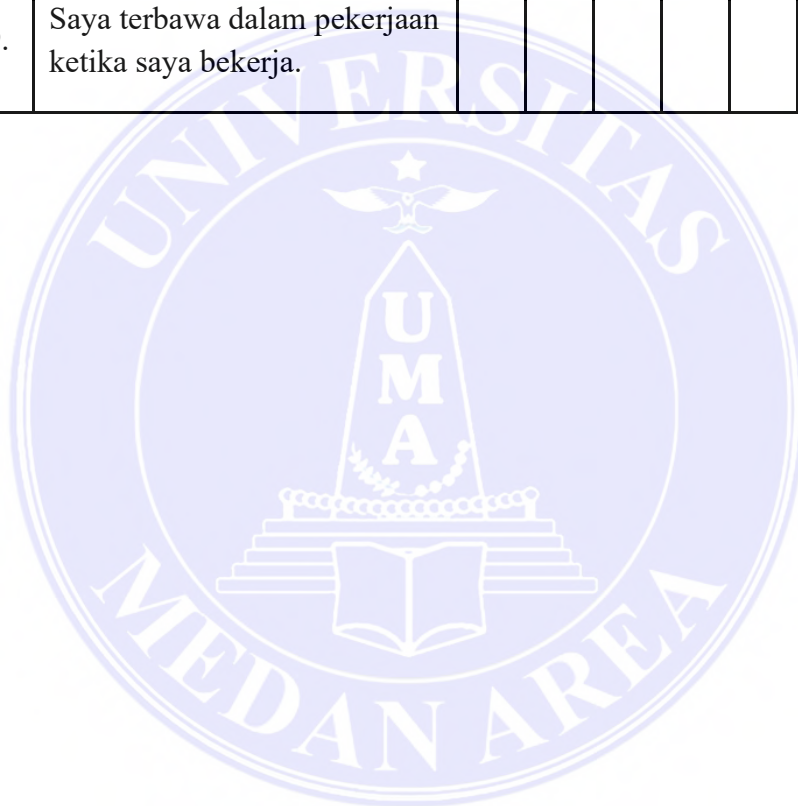 .
Saya terbawa dalam pekerjaan
ketika saya bekerja.
UNIVERSITAS
U
M
A
MEDAN AREA